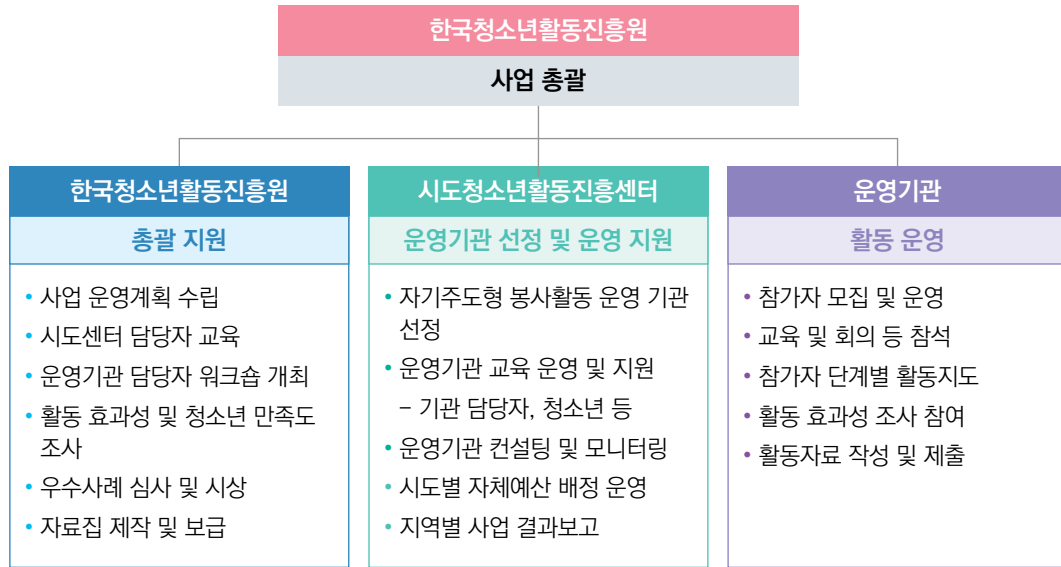 한국청소년활동진흥원
사업 총괄
한국청소년활동진흥원
총괄 지원
• 사업 운영계획 수립
• 시도센터 담당자 교육
• 운영기관 담당자 워크숍 개최
• 활동 효과성 및 청소년 만족도
조사
• 우수사례 심사 및 시상
• 자료집 제작 및 보급
시도청소년활동진흥센터
운영기관 선정 및 운영 지원
• 자기주도형 봉사활동 운영 기관
선정
• 운영기관 교육 운영 및 지원
– 기관 담당자, 청소년 등
• 운영기관 컨설팅 및 모니터링
• 시도별 자체예산 배정 운영
• 지역별 사업 결과보고
운영기관
활동 운영
• 참가자 모집 및 운영
• 교육 및 회의 등 참석
• 참가자 단계별 활동지도
• 활동 효과성 조사 참여
• 활동자료 작성 및 제출